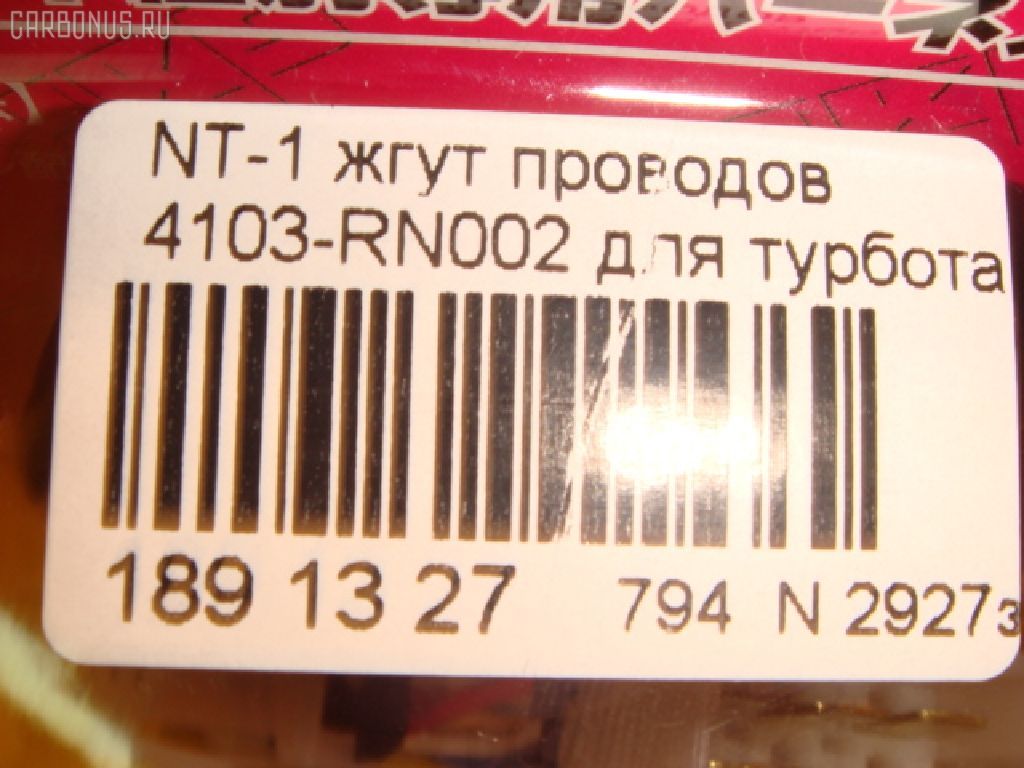 CARBONUS.RU
NT-1 жгут проводов
4103-RN002 для турбота
189 13 27 794 N 2927з